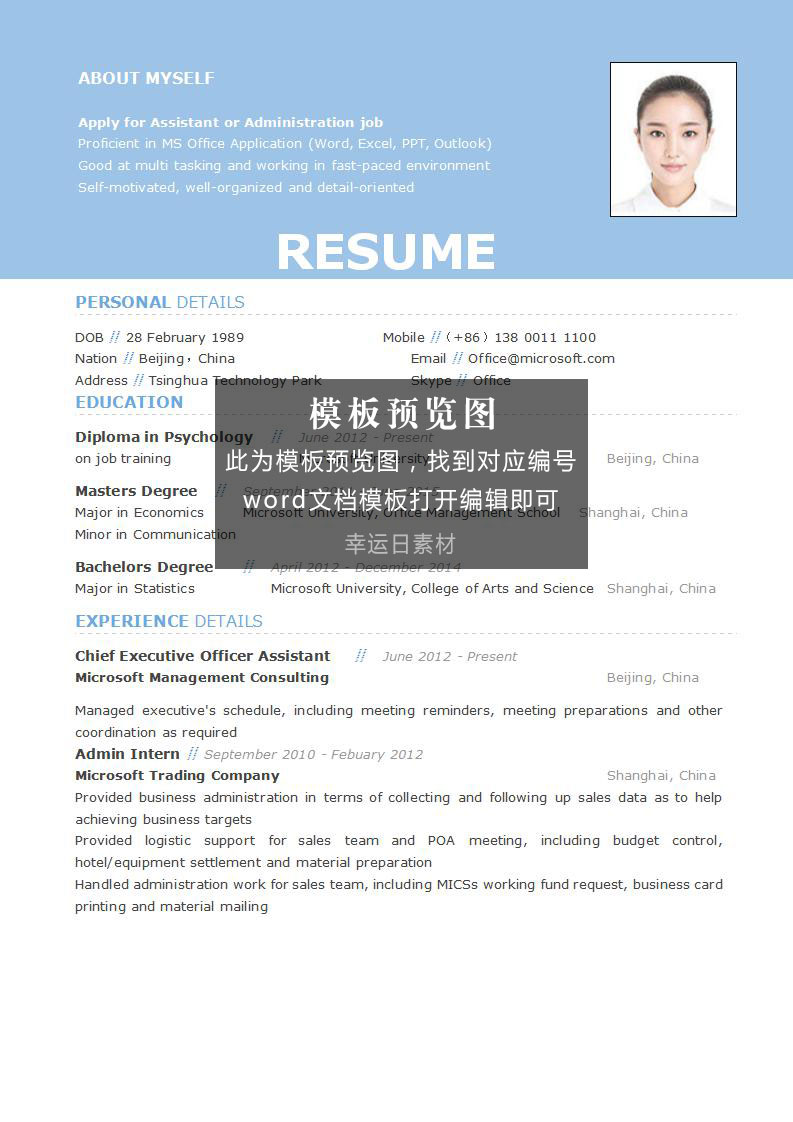 ABOUT MYSELF
Apply for Assistant or Administration job
Proficient in MS Office Application (Word, Excel, PPT, Outlook)
Good at multi tasking and working in fast-paced environment
Self-motivated, well-organized and detail-oriented
RESUME
PERSONAL DETAILS
DOB // 28 February 1989 Mobile //（+86）138 0011 1100
Nation // Beijing，China Email // Office@microsoft.com
Address // Tsinghua Technology Park Skype // Office
EDUCATION
模板预览图
Diploma in Psychology // June 2012 - Present
on job training Beijing, China
此为模板预览图，找到对应编号
Masters Degree //
word文档模板打开编辑即可
Major in Economics Microsoft University, Office Management School Shanghai, China
Minor in Communication
幸运日素材
Bachelors Degree // April 2012 - December 2014
Major in Statistics Microsoft University, College of Arts and Science Shanghai, China
EXPERIENCE DETAILS
Chief Executive Officer Assistant // June 2012 - Present
Microsoft Management Consulting Beijing, China
Managed executive's schedule, including meeting reminders, meeting preparations and other
coordination as required
Admin Intern // September 2010 - Febuary 2012
Microsoft Trading Company Shanghai, China
Provided business administration in terms of collecting and following up sales data as to help
achieving business targets
Provided logistic support for sales team and POA meeting, including budget control,
hotel/equipment settlement and material preparation
Handled administration work for sales team, including MICSs working fund request, business card
printing and material mailing